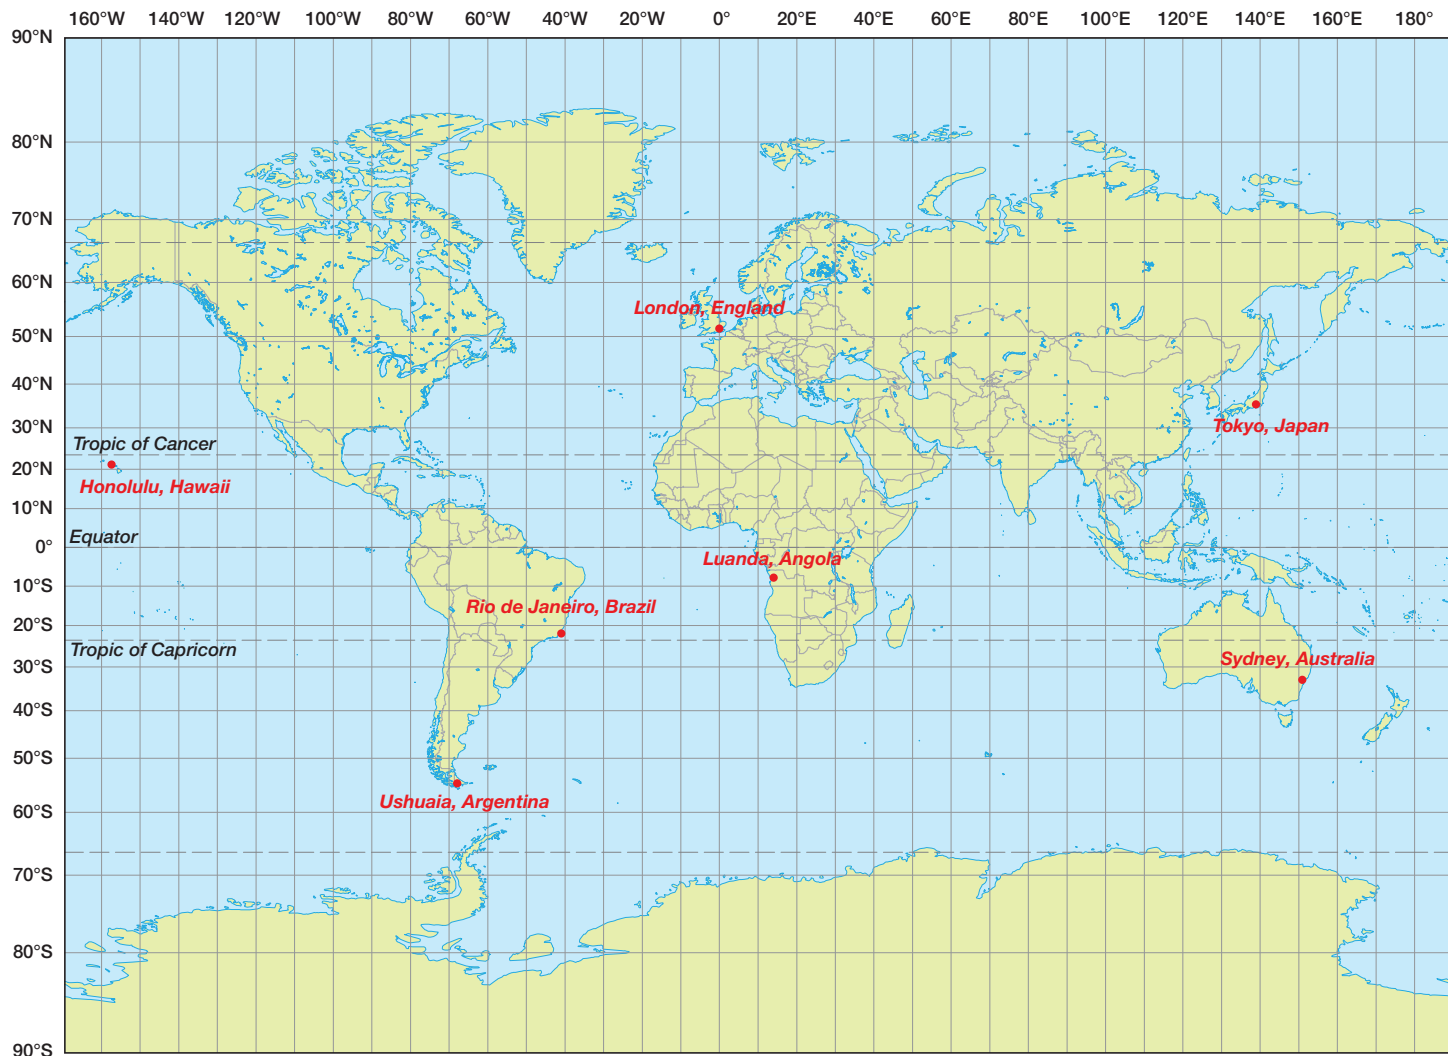 160°W 140°W 120°W 100°W 80°W 60°W 40°W 20°W 0° 20°E 40°E 60°E 80°E 100°E 120°E 140°E 160°E 180°
90°N
80°N
70°N
60°N
London, England
50°N
40°N
Tokyo, Japan
30°N
Tropic of Cancer
20°N
Honolulu, Hawaii
10°N
Equator
0°
Luanda, Angola
10°S
Rio de Janeiro, Brazil
20°S
Tropic of Capricorn
Sydney, Australia
30°S
40°S
50°S
Ushuaia, Argentina
60°S
70°S
80°S
90°S